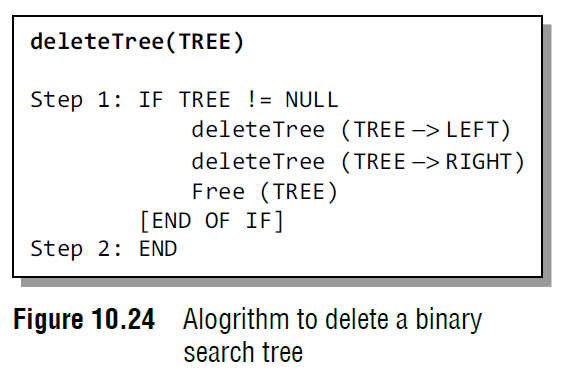 deleteTree(TREE)
Step 1: IF TREE != NULL
deleteTree (TREE –> LEFT)
deleteTree (TREE –> RIGHT)
Free (TREE)
[END OF IF]
Step 2: END
Figure 10.24 Alogrithm to delete a binary
search tree